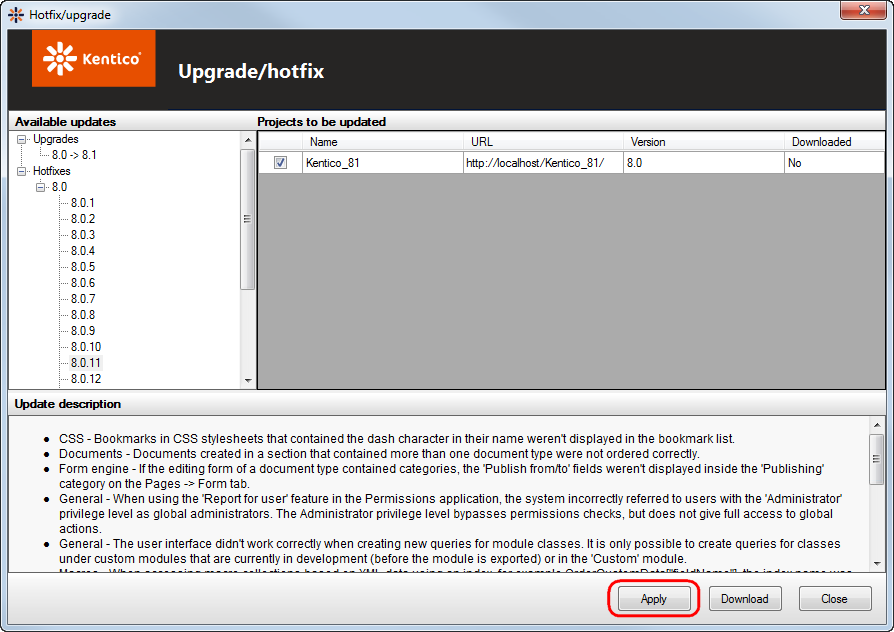 Hotfix/upgrade
Kentico
Upgrade/hotfix
Available updates
Upgrades
8.0 -> 8.1
Hotfixes
8.0
8.0.1
8.0.2
8.0.3
8.0.4
8.0.5
8.0.6
8.0.7
8.0.8
8.0.9
8.0.10
8.0.11
8.0.12
Projects to be updated
Name URL Version Downloaded
Kentico_81 http://localhost/Kentico_81/ 8.0 No
Update description
• CSS - Bookmarks in CSS stylesheets that contained the dash character in their name weren't displayed in the bookmark list.
• Documents - Documents created in a section that contained more than one document type were not ordered correctly.
• Form engine - If the editing form of a document type contained categories, the 'Publish from/to' fields weren't displayed inside the 'Publishing'
category on the Pages -> Form tab.
• General - When using the 'Report for user' feature in the Permissions application, the system incorrectly referred to users with the 'Administrator'
privilege level as global administrators. The Administrator privilege level bypasses permissions checks, but does not give full access to global
actions.
• General - The user interface didn't work correctly when creating new queries for module classes. It is only possible to create queries for classes
under custom modules that are currently in development (before the module is exported) or in the 'Custom' module.
Apply
Download
Close